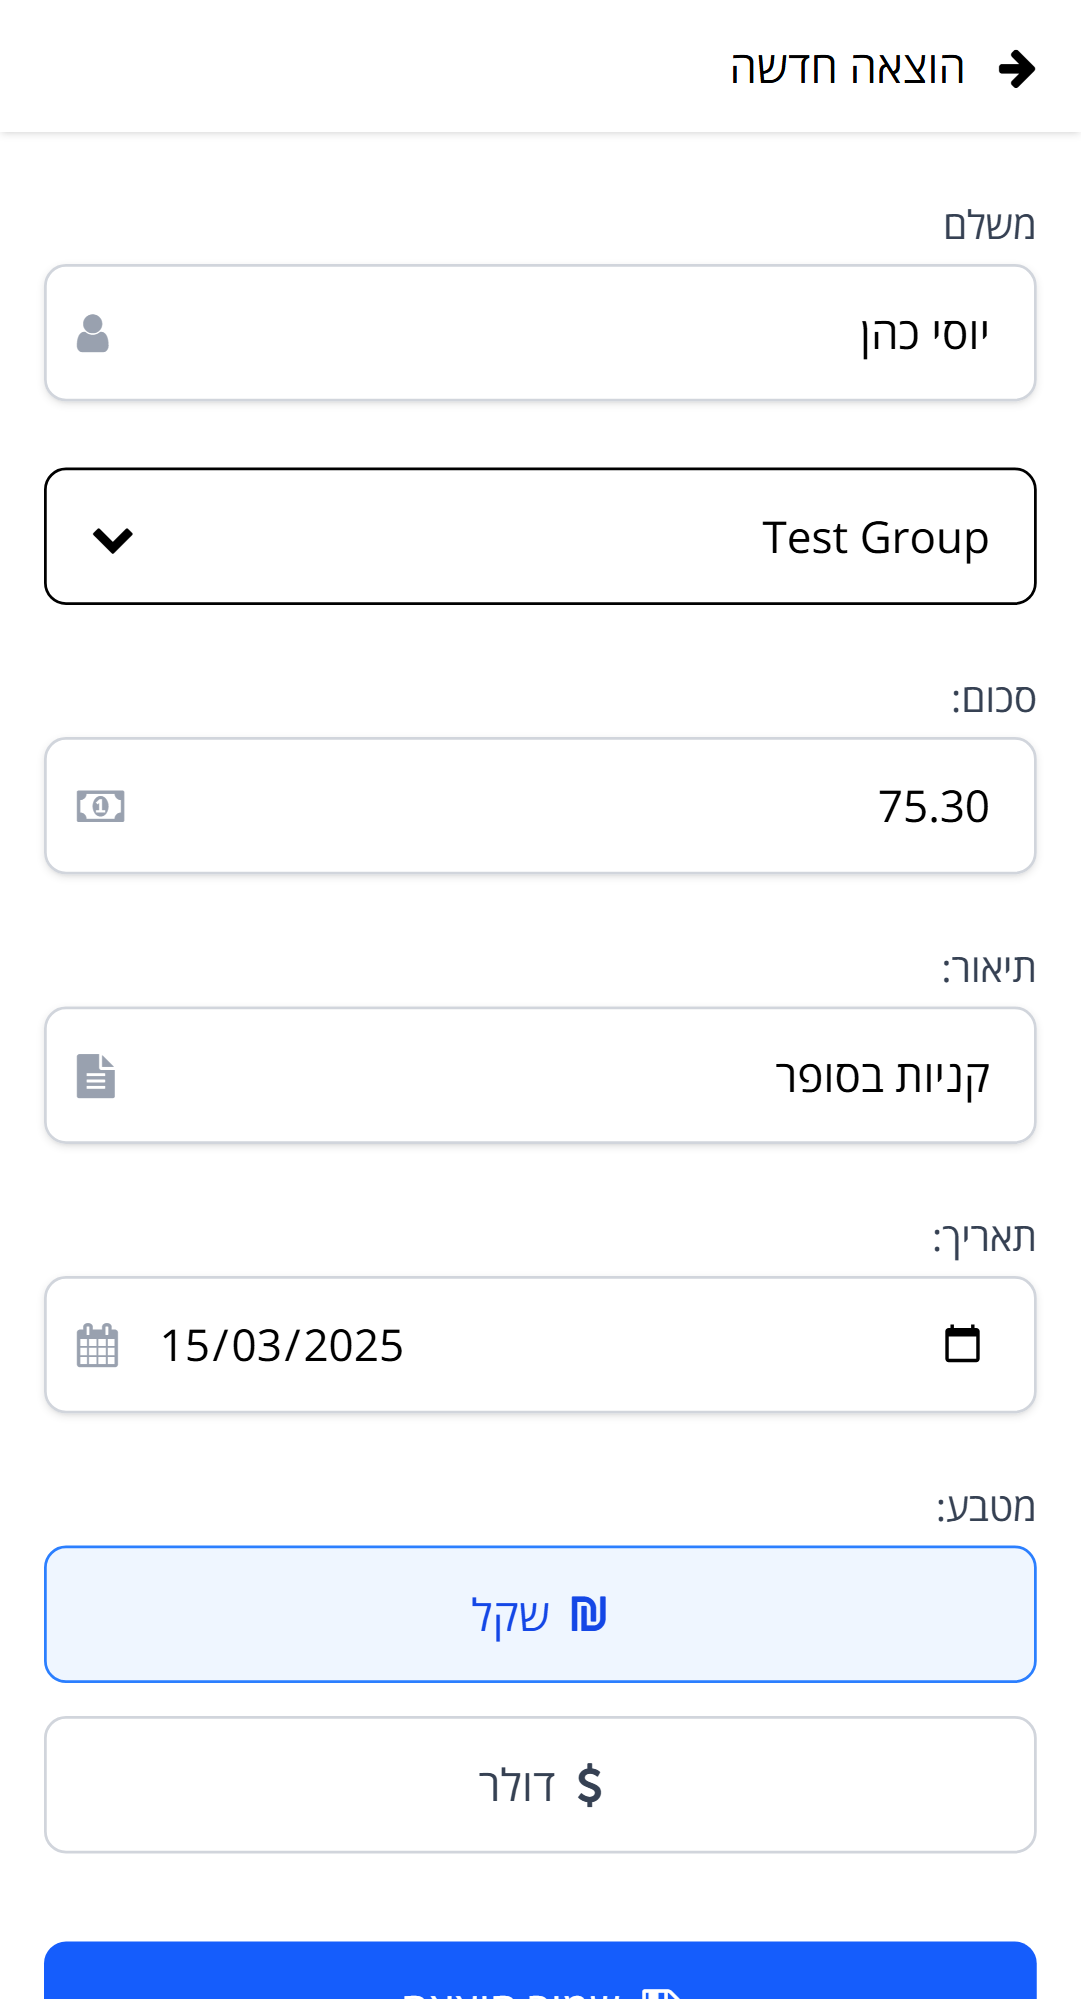 הוצאה חדשה
משלם
יוסי כהן
Test Group
סכום:
75.30
תיאור:
קניות בסופר
תאריך:
15/03/2025
מטבע:
₪ שקל
$ דולר